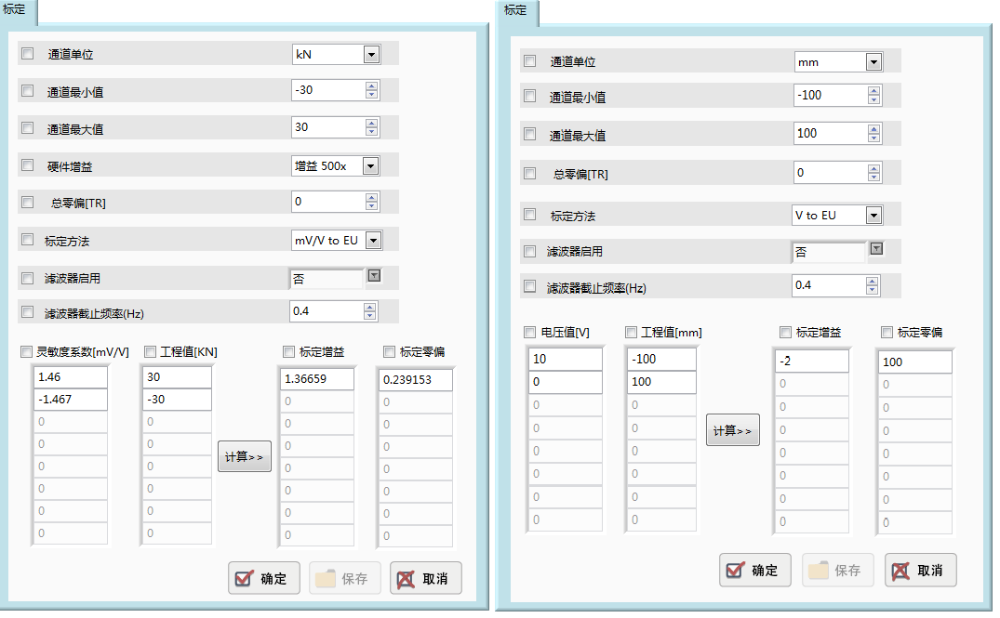 标定
通道单位 kN
通道最小值 -30
通道最大值 30
硬件增益 增益 500x
总零偏[TR] 0
标定方法 mV/V to EU
滤波器启用 否
滤波器截止频率(Hz) 0.4
灵敏度系数[mV/V] 工程值[KN] 标定增益 标定零偏
1.46 30 1.36659 0.239153
-1.467 -30 0 0
0 0 0 0
0 0 0 0
0 0 0 0
0 0 0 0
0 0 0 0
0 0 0 0
计算>>
确定 保存 取消
标定
通道单位 mm
通道最小值 -100
通道最大值 100
总零偏[TR] 0
标定方法 V to EU
滤波器启用 否
滤波器截止频率(Hz) 0.4
电压值[V] 工程值[mm] 标定增益 标定零偏
10 -100 -2 100
0 100 0 0
0 0 0 0
0 0 0 0
0 0 0 0
0 0 0 0
0 0 0 0
0 0 0 0
计算>>
确定 保存 取消